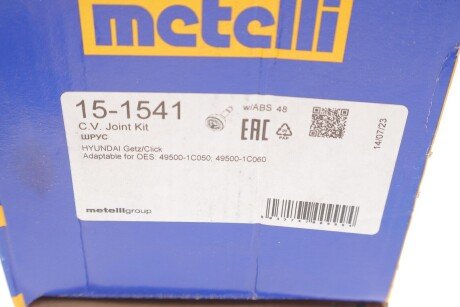 metelli
15-1541
w/ABS 48
C.V. Joint Kit
ШРУС
EAC
PAP
14/07/23
HYUNDAI Getz/Click
Adaptable for OES: 49500-1C050; 49500-1C060
metelligroup